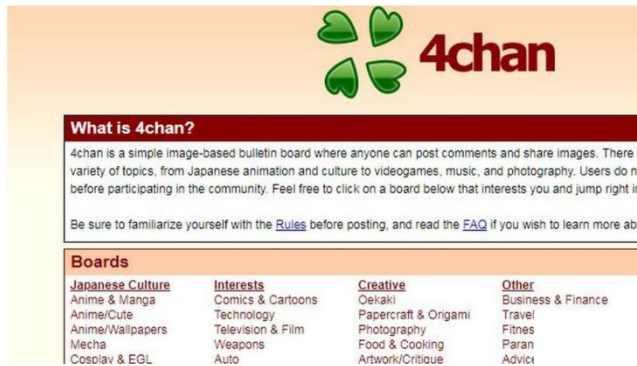 4chan
What is 4chan?
4chan is a simple image-based bulletin board where anyone can post comments and share images. There
variety of topics, from Japanese animation and culture to videogames, music, and photography. Users do n
before participating in the community. Feel free to click on a board below that interests you and jump right i
Be sure to familiarize yourself with the Rules before posting, and read the FAQ if you wish to learn more ab
Boards
Japanese Culture Interests Creative Other
Anime & Manga Comics & Cartoons Oekaki Business & Finance
Anime/Cute Technology Papercraft & Origami Travel
Anime/Wallpapers Television & Film Photography Fitnes
Mecha Weapons Food & Cooking Paran
Cosplay & EGL Auto Artwork/Critique Advice